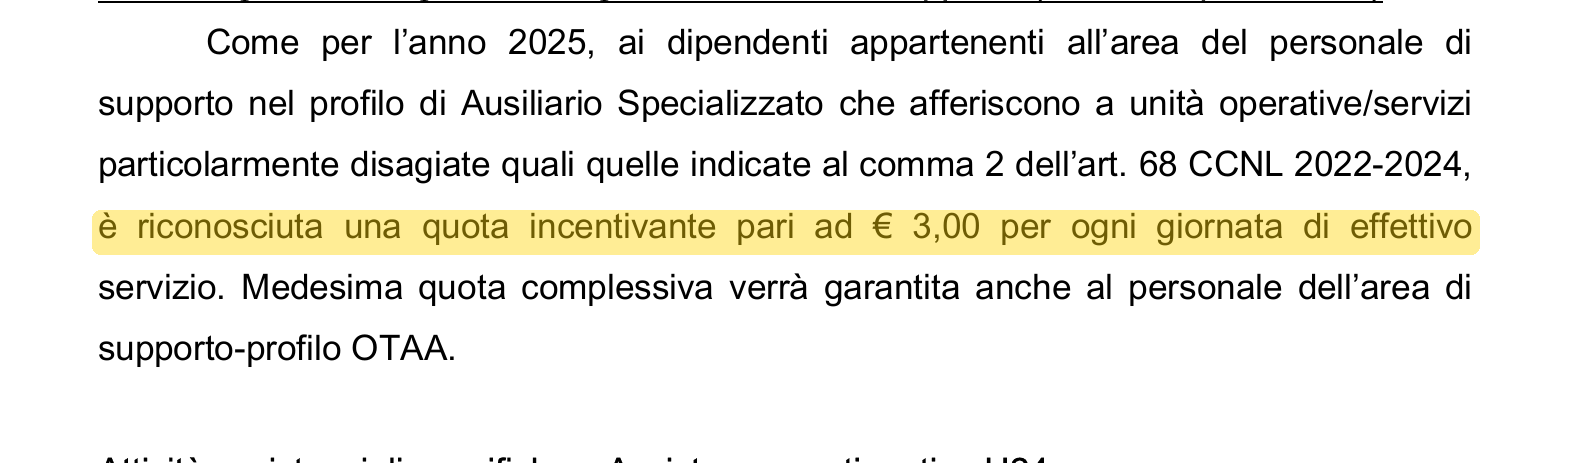 Come per l’anno 2025, ai dipendenti appartenenti all’area del personale di
supporto nel profilo di Ausiliario Specializzato che afferiscono a unità operative/servizi
particolarmente disagiate quali quelle indicate al comma 2 dell’art. 68 CCNL 2022-2024,
è riconosciuta una quota incentivante pari ad € 3,00 per ogni giornata di effettivo
servizio. Medesima quota complessiva verrà garantita anche al personale dell’area di
supporto-profilo OTAA.